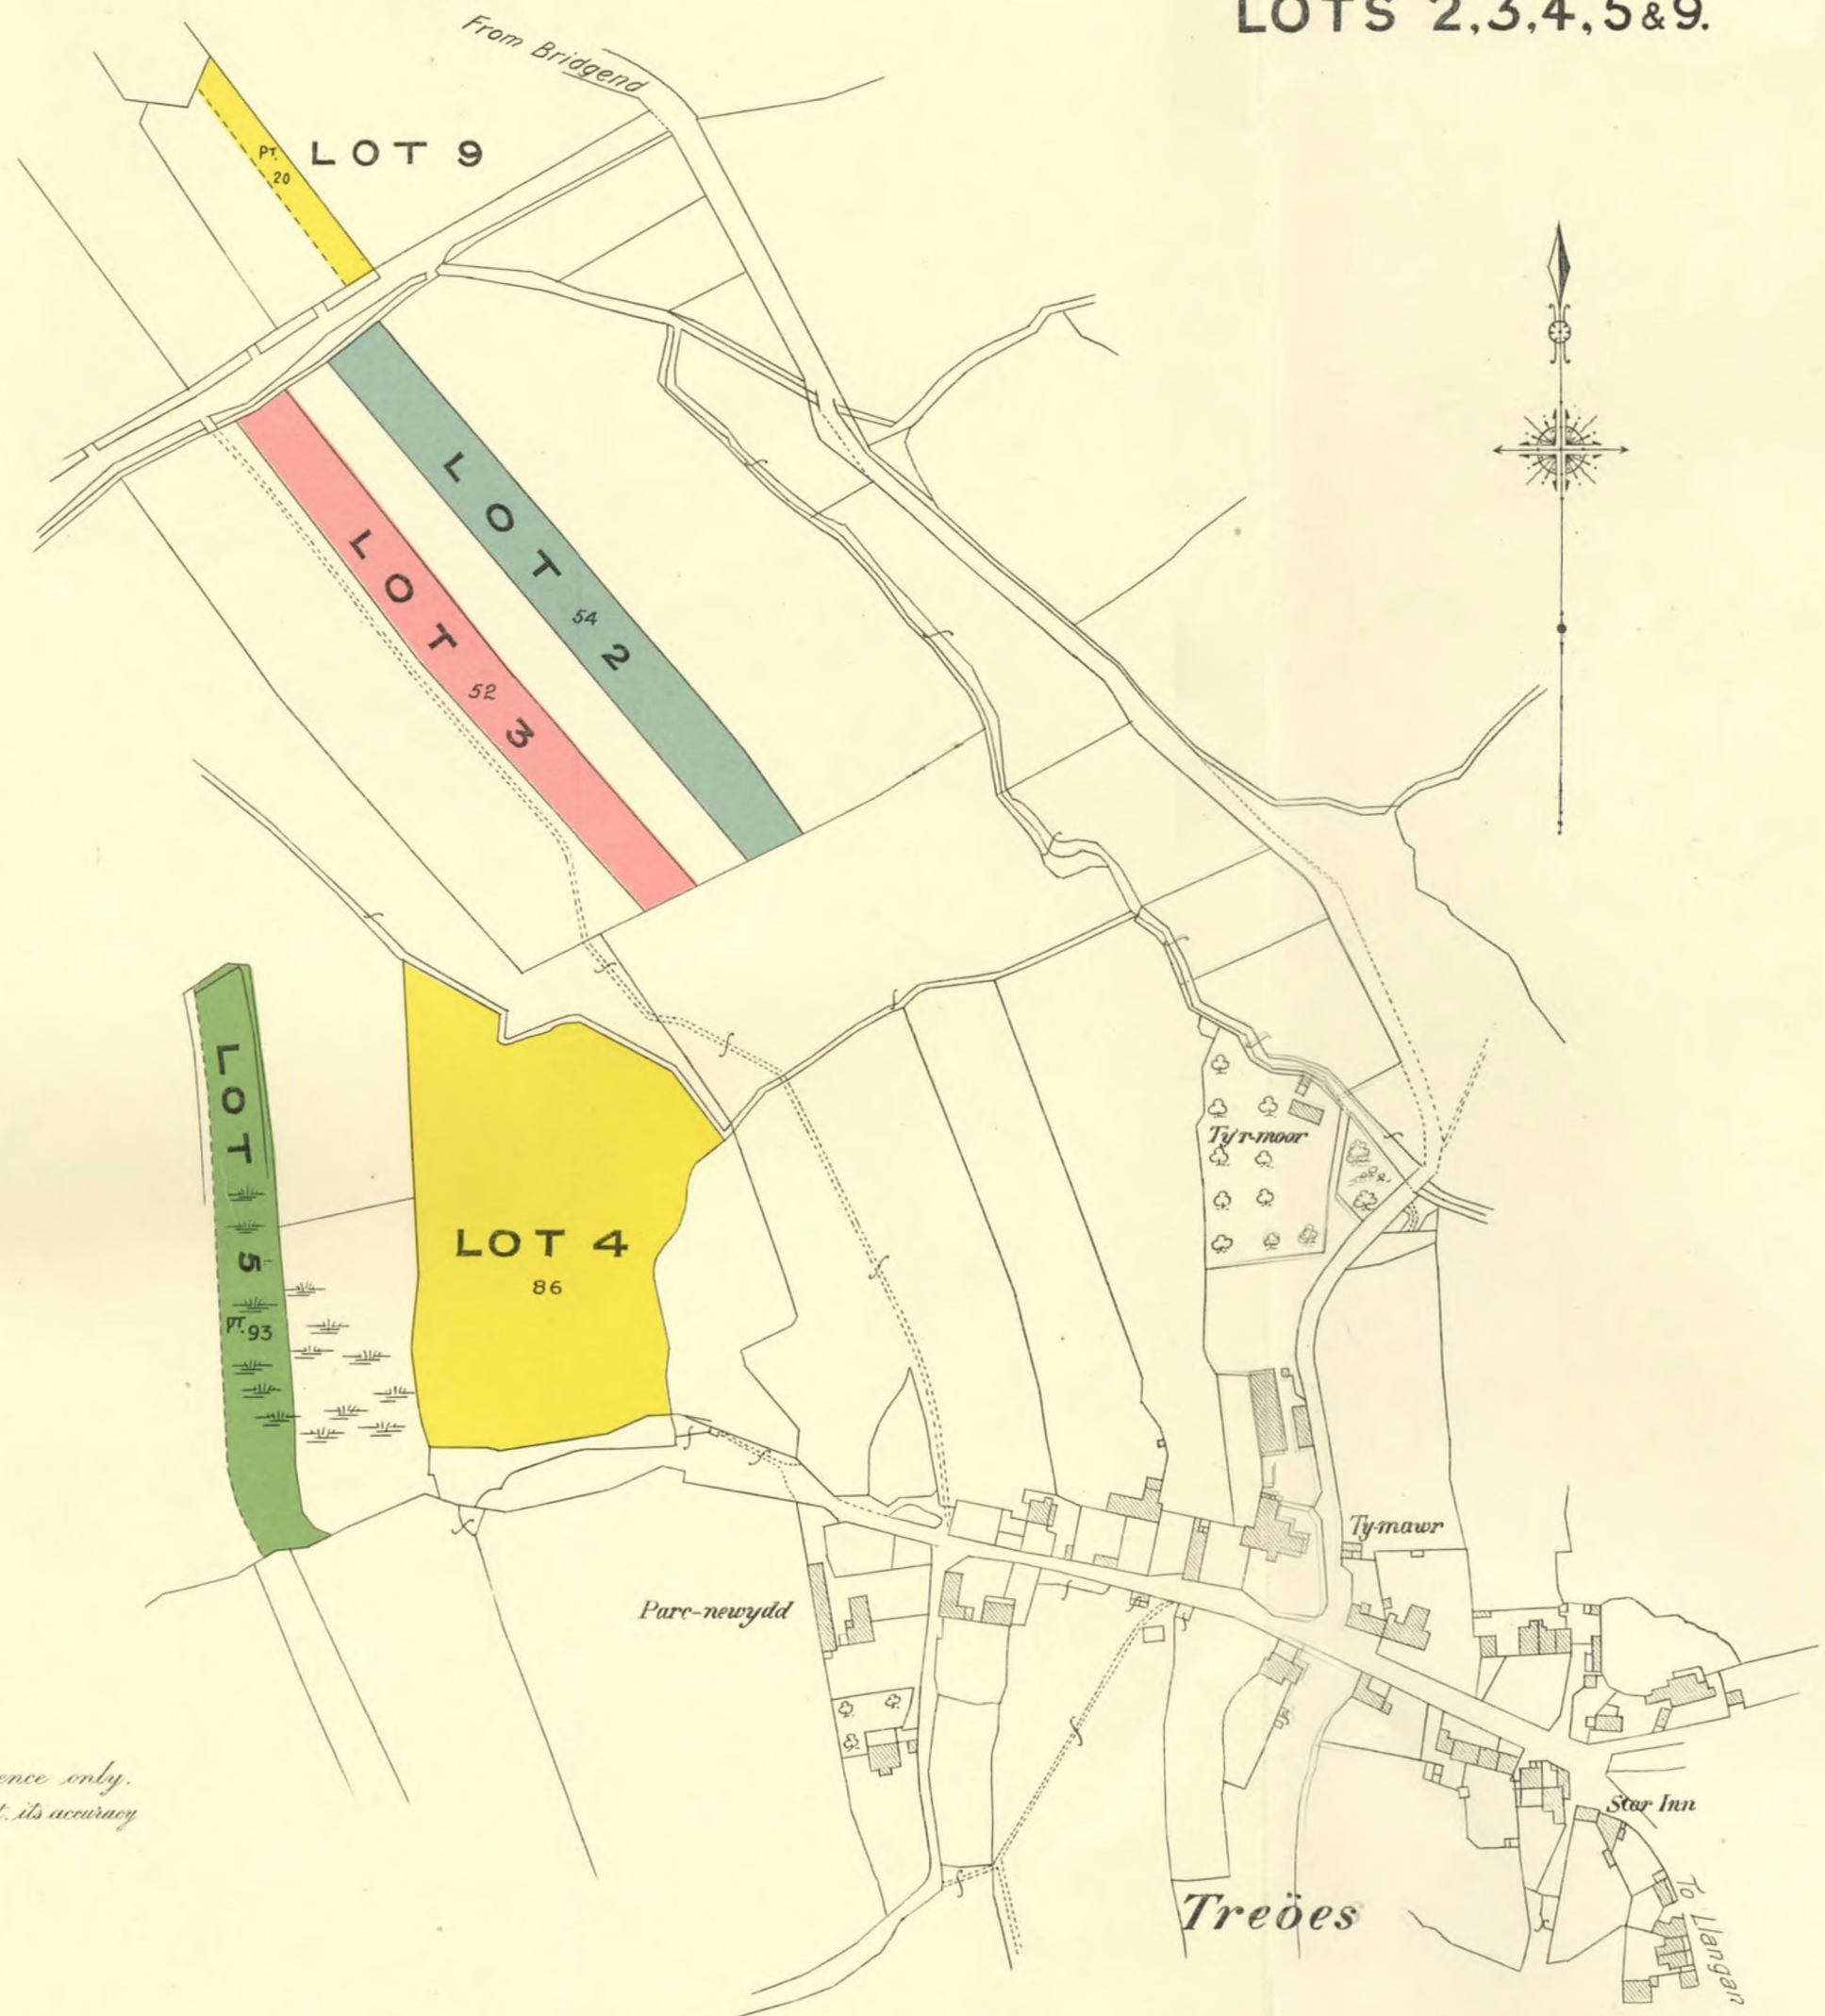 LOTS 2,3,4,5 & 9.
From Bridgend
LOT 9
PT.
20
LOT 2
54
LOT 3
52
LOT 5
PT. 93
LOT 4
86
Tyr-moor
Ty-mawr
Parc-newydd
only.
its accuracy
Star Inn
Treöes
To Llangan